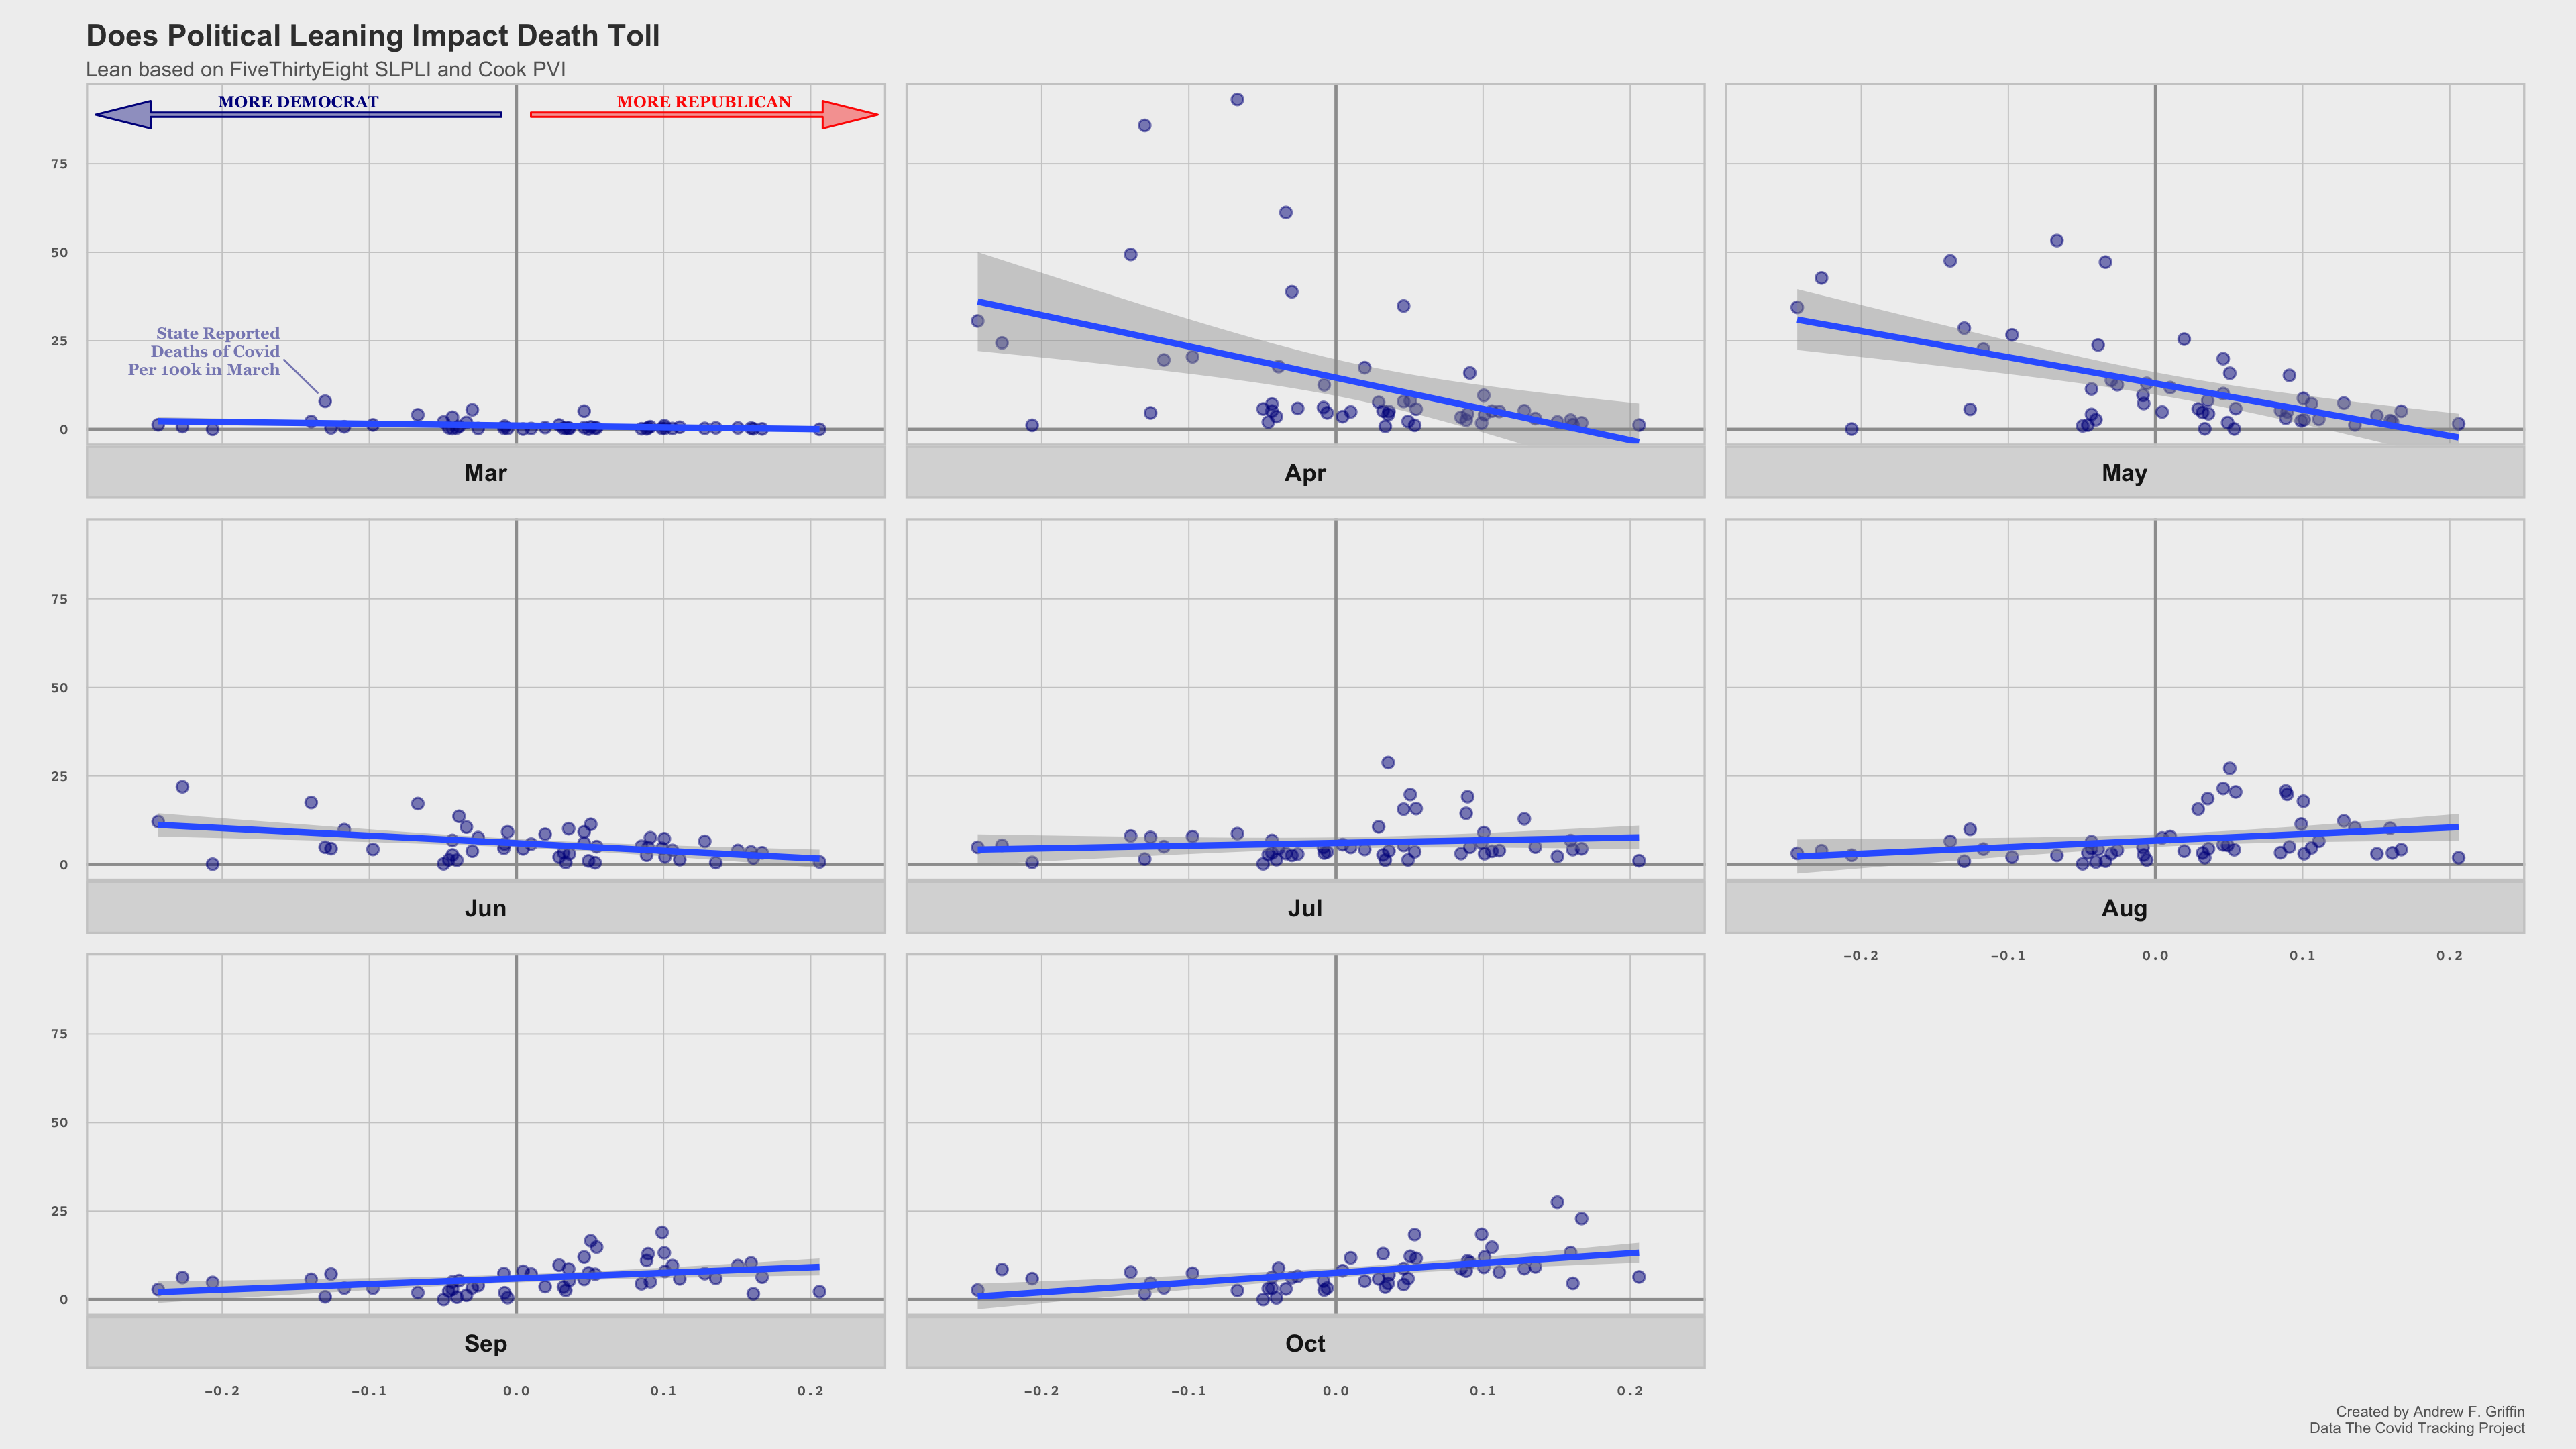 Does Political Leaning Impact Death Toll
Lean based on FiveThirtyEight SLPLI and Cook PVI
MORE DEMOCRAT
MORE REPUBLICAN
75
50
25
0
State Reported
Deaths of Covid
Per 100k in March
Mar
Apr
May
75
50
25
0
Jun
Jul
Aug
-0.2 -0.1 0.0 0.1 0.2
75
50
25
0
Sep
Oct
-0.2 -0.1 0.0 0.1 0.2
-0.2 -0.1 0.0 0.1 0.2
Created by Andrew F. Griffin
Data The Covid Tracking Project